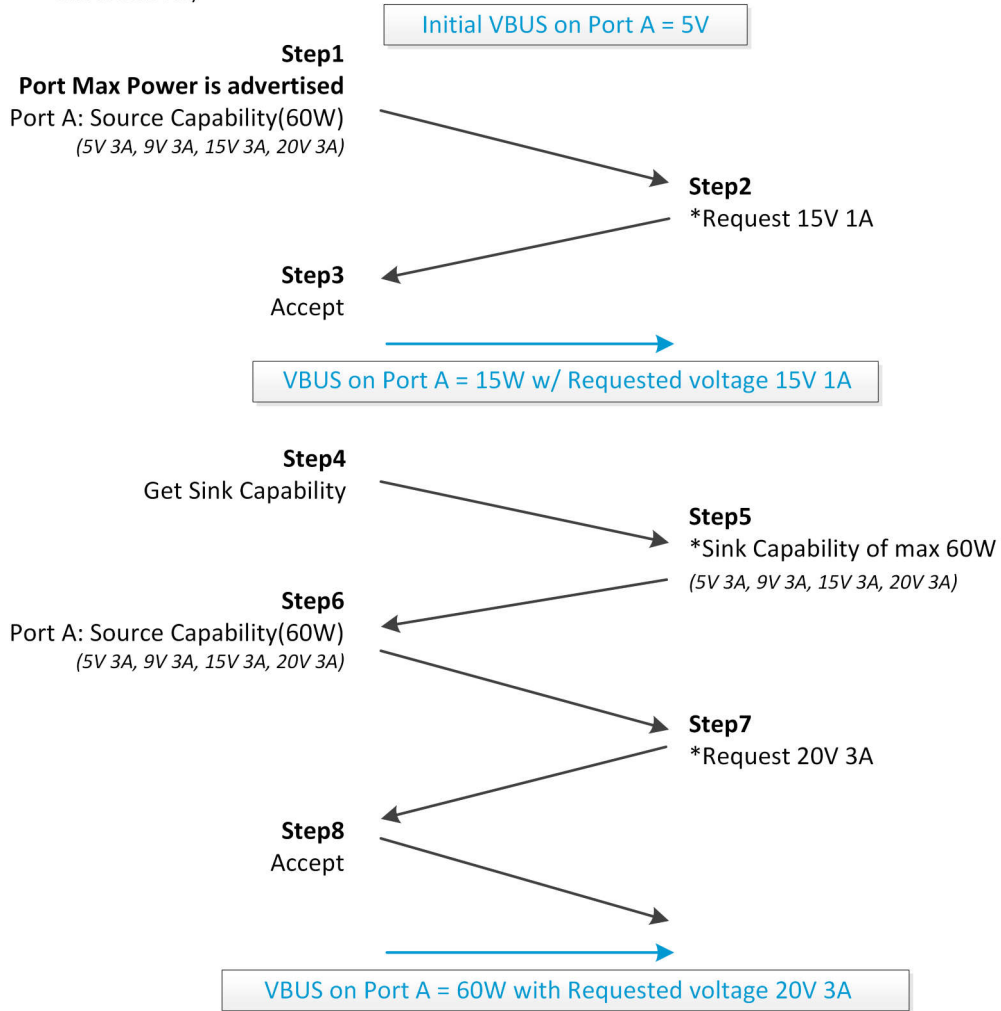 Initial VBUS on Port A = 5V
Step1
Port Max Power is advertised
Port A: Source Capability(60W)
(5V 3A, 9V 3A, 15V 3A, 20V 3A)
Step2
*Request 15V 1A
Step3
Accept
VBUS on Port A = 15W w/ Requested voltage 15V 1A
Step4
Get Sink Capability
Step5
*Sink Capability of max 60W
(5V 3A, 9V 3A, 15V 3A, 20V 3A)
Step6
Port A: Source Capability(60W)
(5V 3A, 9V 3A, 15V 3A, 20V 3A)
Step7
*Request 20V 3A
Step8
Accept
VBUS on Port A = 60W with Requested voltage 20V 3A